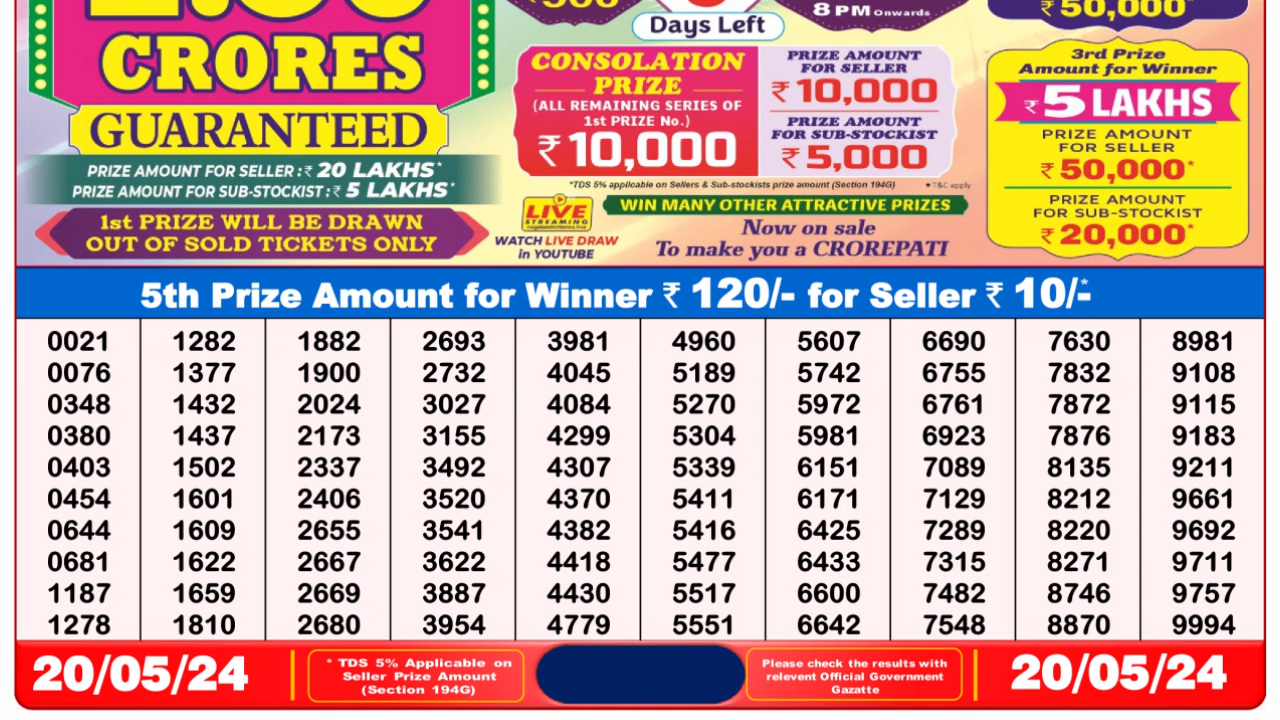 CRORES
GUARANTEED
PRIZE AMOUNT FOR SELLER :₹ 20 LAKHS*
PRIZE AMOUNT FOR SUB-STOCKIST :₹ 5 LAKHS*
1st PRIZE WILL BE DRAWN
OUT OF SOLD TICKETS ONLY
Days Left
8 PM Onwards
₹ 50,000*
CONSOLATION
PRIZE
(ALL REMAINING SERIES OF
1st PRIZE No.)
₹ 10,000
PRIZE AMOUNT
FOR SELLER
₹ 10,000
PRIZE AMOUNT
FOR SUB-STOCKIST
₹ 5,000
*TDS 5% applicable on Sellers & Sub-stockists prize amount (Section 194G)
★T&C apply
LIVE
STREAMING
WATCH LIVE DRAW
in YOUTUBE
WIN MANY OTHER ATTRACTIVE PRIZES
Now on sale
To make you a CROREPATI
3rd Prize
Amount for Winner
₹ 5 LAKHS
PRIZE AMOUNT
FOR SELLER
₹ 50,000*
PRIZE AMOUNT
FOR SUB-STOCKIST
₹ 20,000*
5th Prize Amount for Winner ₹ 120/- for Seller ₹ 10/-*
0021 1282 1882 2693 3981 4960 5607 6690 7630 8981
0076 1377 1900 2732 4045 5189 5742 6755 7832 9108
0348 1432 2024 3027 4084 5270 5972 6761 7872 9115
0380 1437 2173 3155 4299 5304 5981 6923 7876 9183
0403 1502 2337 3492 4307 5339 6151 7089 8135 9211
0454 1601 2406 3520 4370 5411 6171 7129 8212 9661
0644 1609 2655 3541 4382 5416 6425 7289 8220 9692
0681 1622 2667 3622 4418 5477 6433 7315 8271 9711
1187 1659 2669 3887 4430 5517 6600 7482 8746 9757
1278 1810 2680 3954 4779 5551 6642 7548 8870 9994
20/05/24
* TDS 5% Applicable on
Seller Prize Amount
(Section 194G)
Please check the results with
relevent Official Government
Gazatte
20/05/24